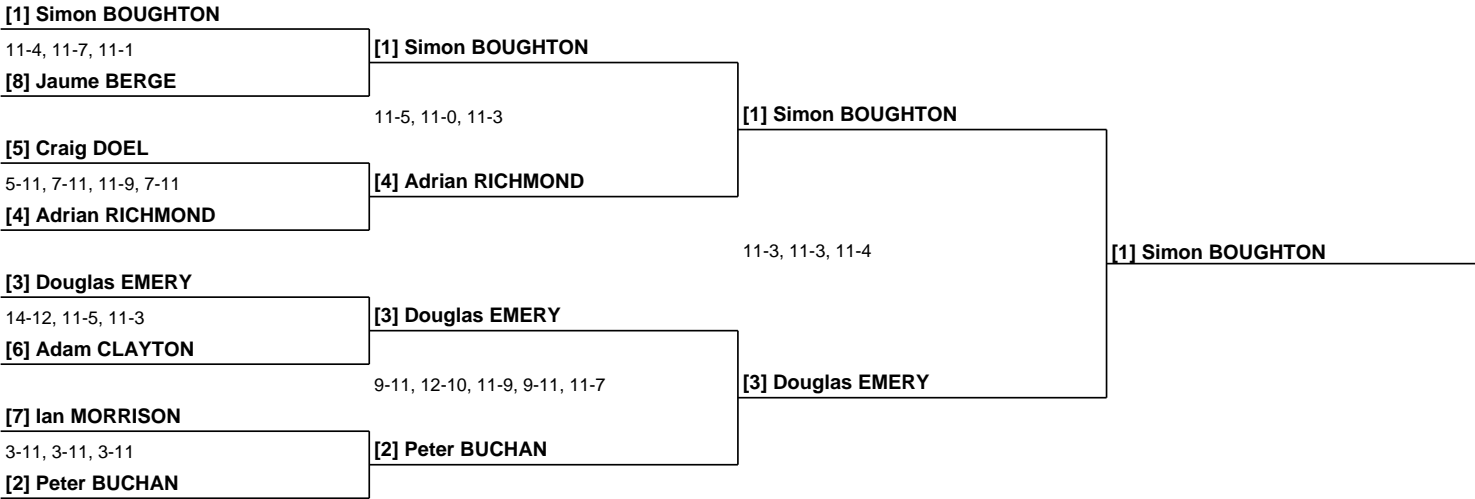 [1] Simon BOUGHTON
11-4, 11-7, 11-1
[8] Jaume BERGE
[5] Craig DOEL
5-11, 7-11, 11-9, 7-11
[4] Adrian RICHMOND
[3] Douglas EMERY
14-12, 11-5, 11-3
[6] Adam CLAYTON
[7] Ian MORRISON
3-11, 3-11, 3-11
[2] Peter BUCHAN
[1] Simon BOUGHTON
11-5, 11-0, 11-3
[4] Adrian RICHMOND
[3] Douglas EMERY
9-11, 12-10, 11-9, 9-11, 11-7
[2] Peter BUCHAN
[1] Simon BOUGHTON
11-3, 11-3, 11-4
[3] Douglas EMERY
[1] Simon BOUGHTON